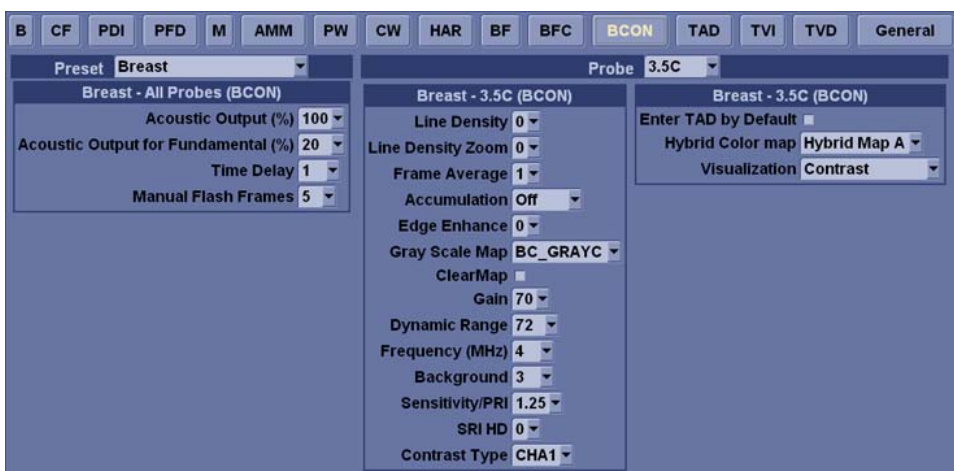 B CF PDI PFD M AMM PW CW HAR BF BFC BCON TAD TVI TVD General
Preset Breast
Probe 3.5C
Breast - All Probes (BCON)
Acoustic Output (%) 100
Acoustic Output for Fundamental (%) 20
Time Delay 1
Manual Flash Frames 5
Breast - 3.5C (BCON)
Line Density 0
Line Density Zoom 0
Frame Average 1
Accumulation Off
Edge Enhance 0
Gray Scale Map BC_GRAYC
ClearMap
Gain 70
Dynamic Range 72
Frequency (MHz) 4
Background 3
Sensitivity/PRI 1.25
SRI HD 0
Contrast Type CHA1
Breast - 3.5C (BCON)
Enter TAD by Default
Hybrid Color map Hybrid Map A
Visualization Contrast